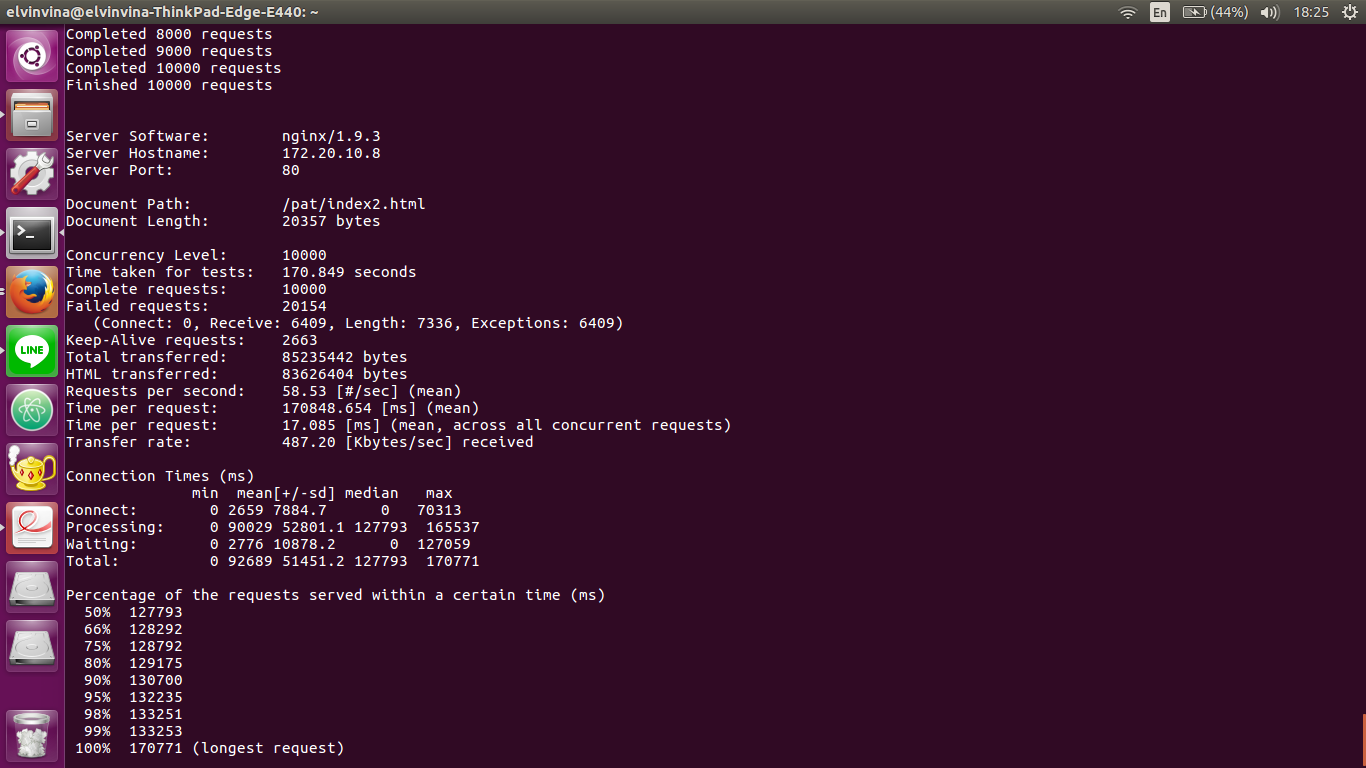 elvinvina@elvinvina-ThinkPad-Edge-E440: ~
En (44%) 18:25
Completed 8000 requests
Completed 9000 requests
Completed 10000 requests
Finished 10000 requests
Server Software: nginx/1.9.3
Server Hostname: 172.20.10.8
Server Port: 80
Document Path: /pat/index2.html
Document Length: 20357 bytes
Concurrency Level: 10000
Time taken for tests: 170.849 seconds
Complete requests: 10000
Failed requests: 20154
(Connect: 0, Receive: 6409, Length: 7336, Exceptions: 6409)
Keep-Alive requests: 2663
Total transferred: 85235442 bytes
HTML transferred: 83626404 bytes
Requests per second: 58.53 [#/sec] (mean)
Time per request: 170848.654 [ms] (mean)
Time per request: 17.085 [ms] (mean, across all concurrent requests)
Transfer rate: 487.20 [Kbytes/sec] received
Connection Times (ms)
min mean[+/-sd] median max
Connect: 0 2659 7884.7 0 70313
Processing: 0 90029 52801.1 127793 165537
Waiting: 0 2776 10878.2 0 127059
Total: 0 92689 51451.2 127793 170771
Percentage of the requests served within a certain time (ms)
50% 127793
66% 128292
75% 128792
80% 129175
90% 130700
95% 132235
98% 133251
99% 133253
100% 170771 (longest request)
>_
LINE